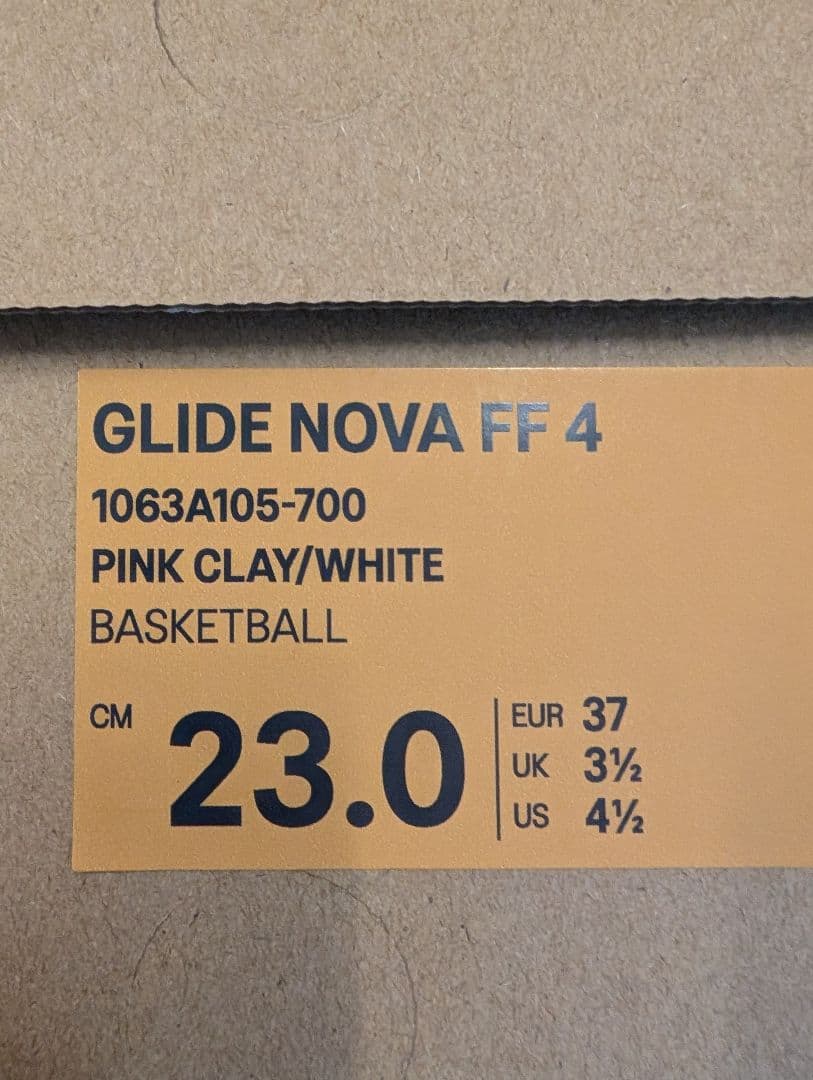 GLIDE NOVA FF 4
1063A105-700
PINK CLAY/WHITE
BASKETBALL
CM 23.0
EUR 37
UK 3½
US 4½